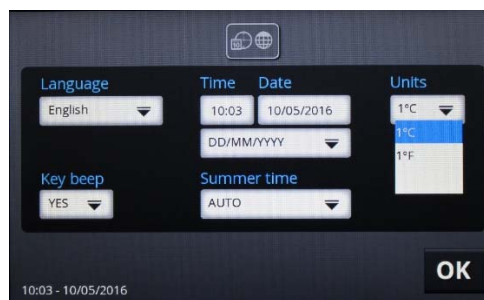 10
Language Time Date Units
English 10:03 10/05/2016 1°C
DD/MM/YYYY 1°C
1°F
Key beep Summer time
YES AUTO
OK
10:03 - 10/05/2016